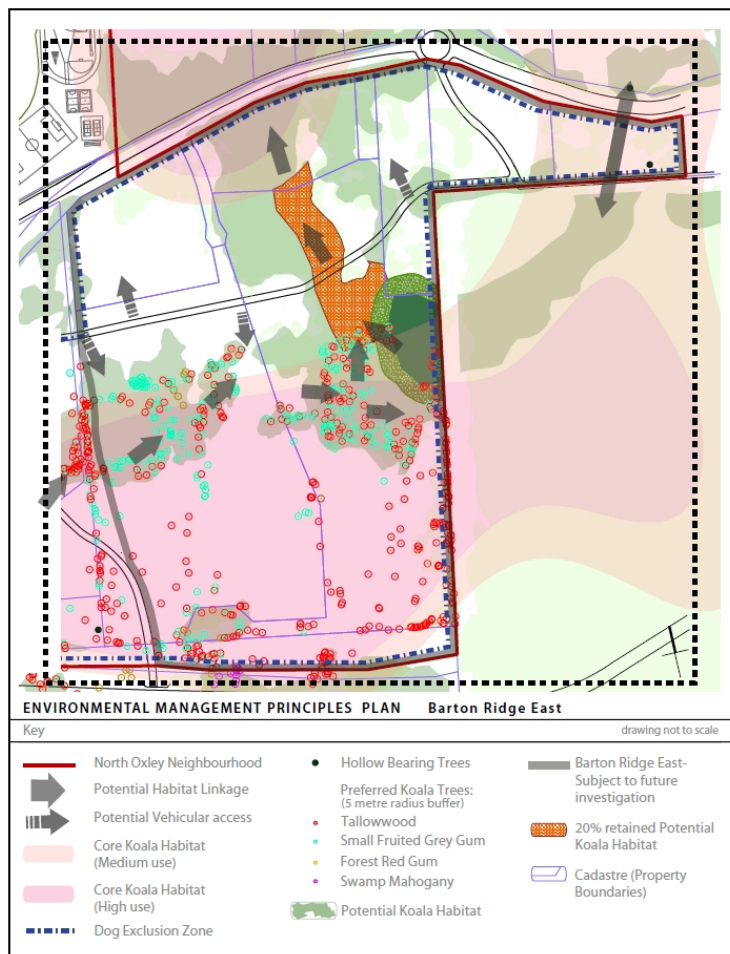 ENVIRONMENTAL MANAGEMENT PRINCIPLES PLAN Barton Ridge East
Key
drawing not to scale
North Oxley Neighbourhood
Potential Habitat Linkage
Potential Vehicular access
Core Koala Habitat
(Medium use)
Core Koala Habitat
(High use)
Dog Exclusion Zone
Hollow Bearing Trees
Preferred Koala Trees:
(5 metre radius buffer)
Tallowwood
Small Fruited Grey Gum
Forest Red Gum
Swamp Mahogany
Potential Koala Habitat
Barton Ridge East-
Subject to future
investigation
20% retained Potential
Koala Habitat
Cadastre (Property
Boundaries)